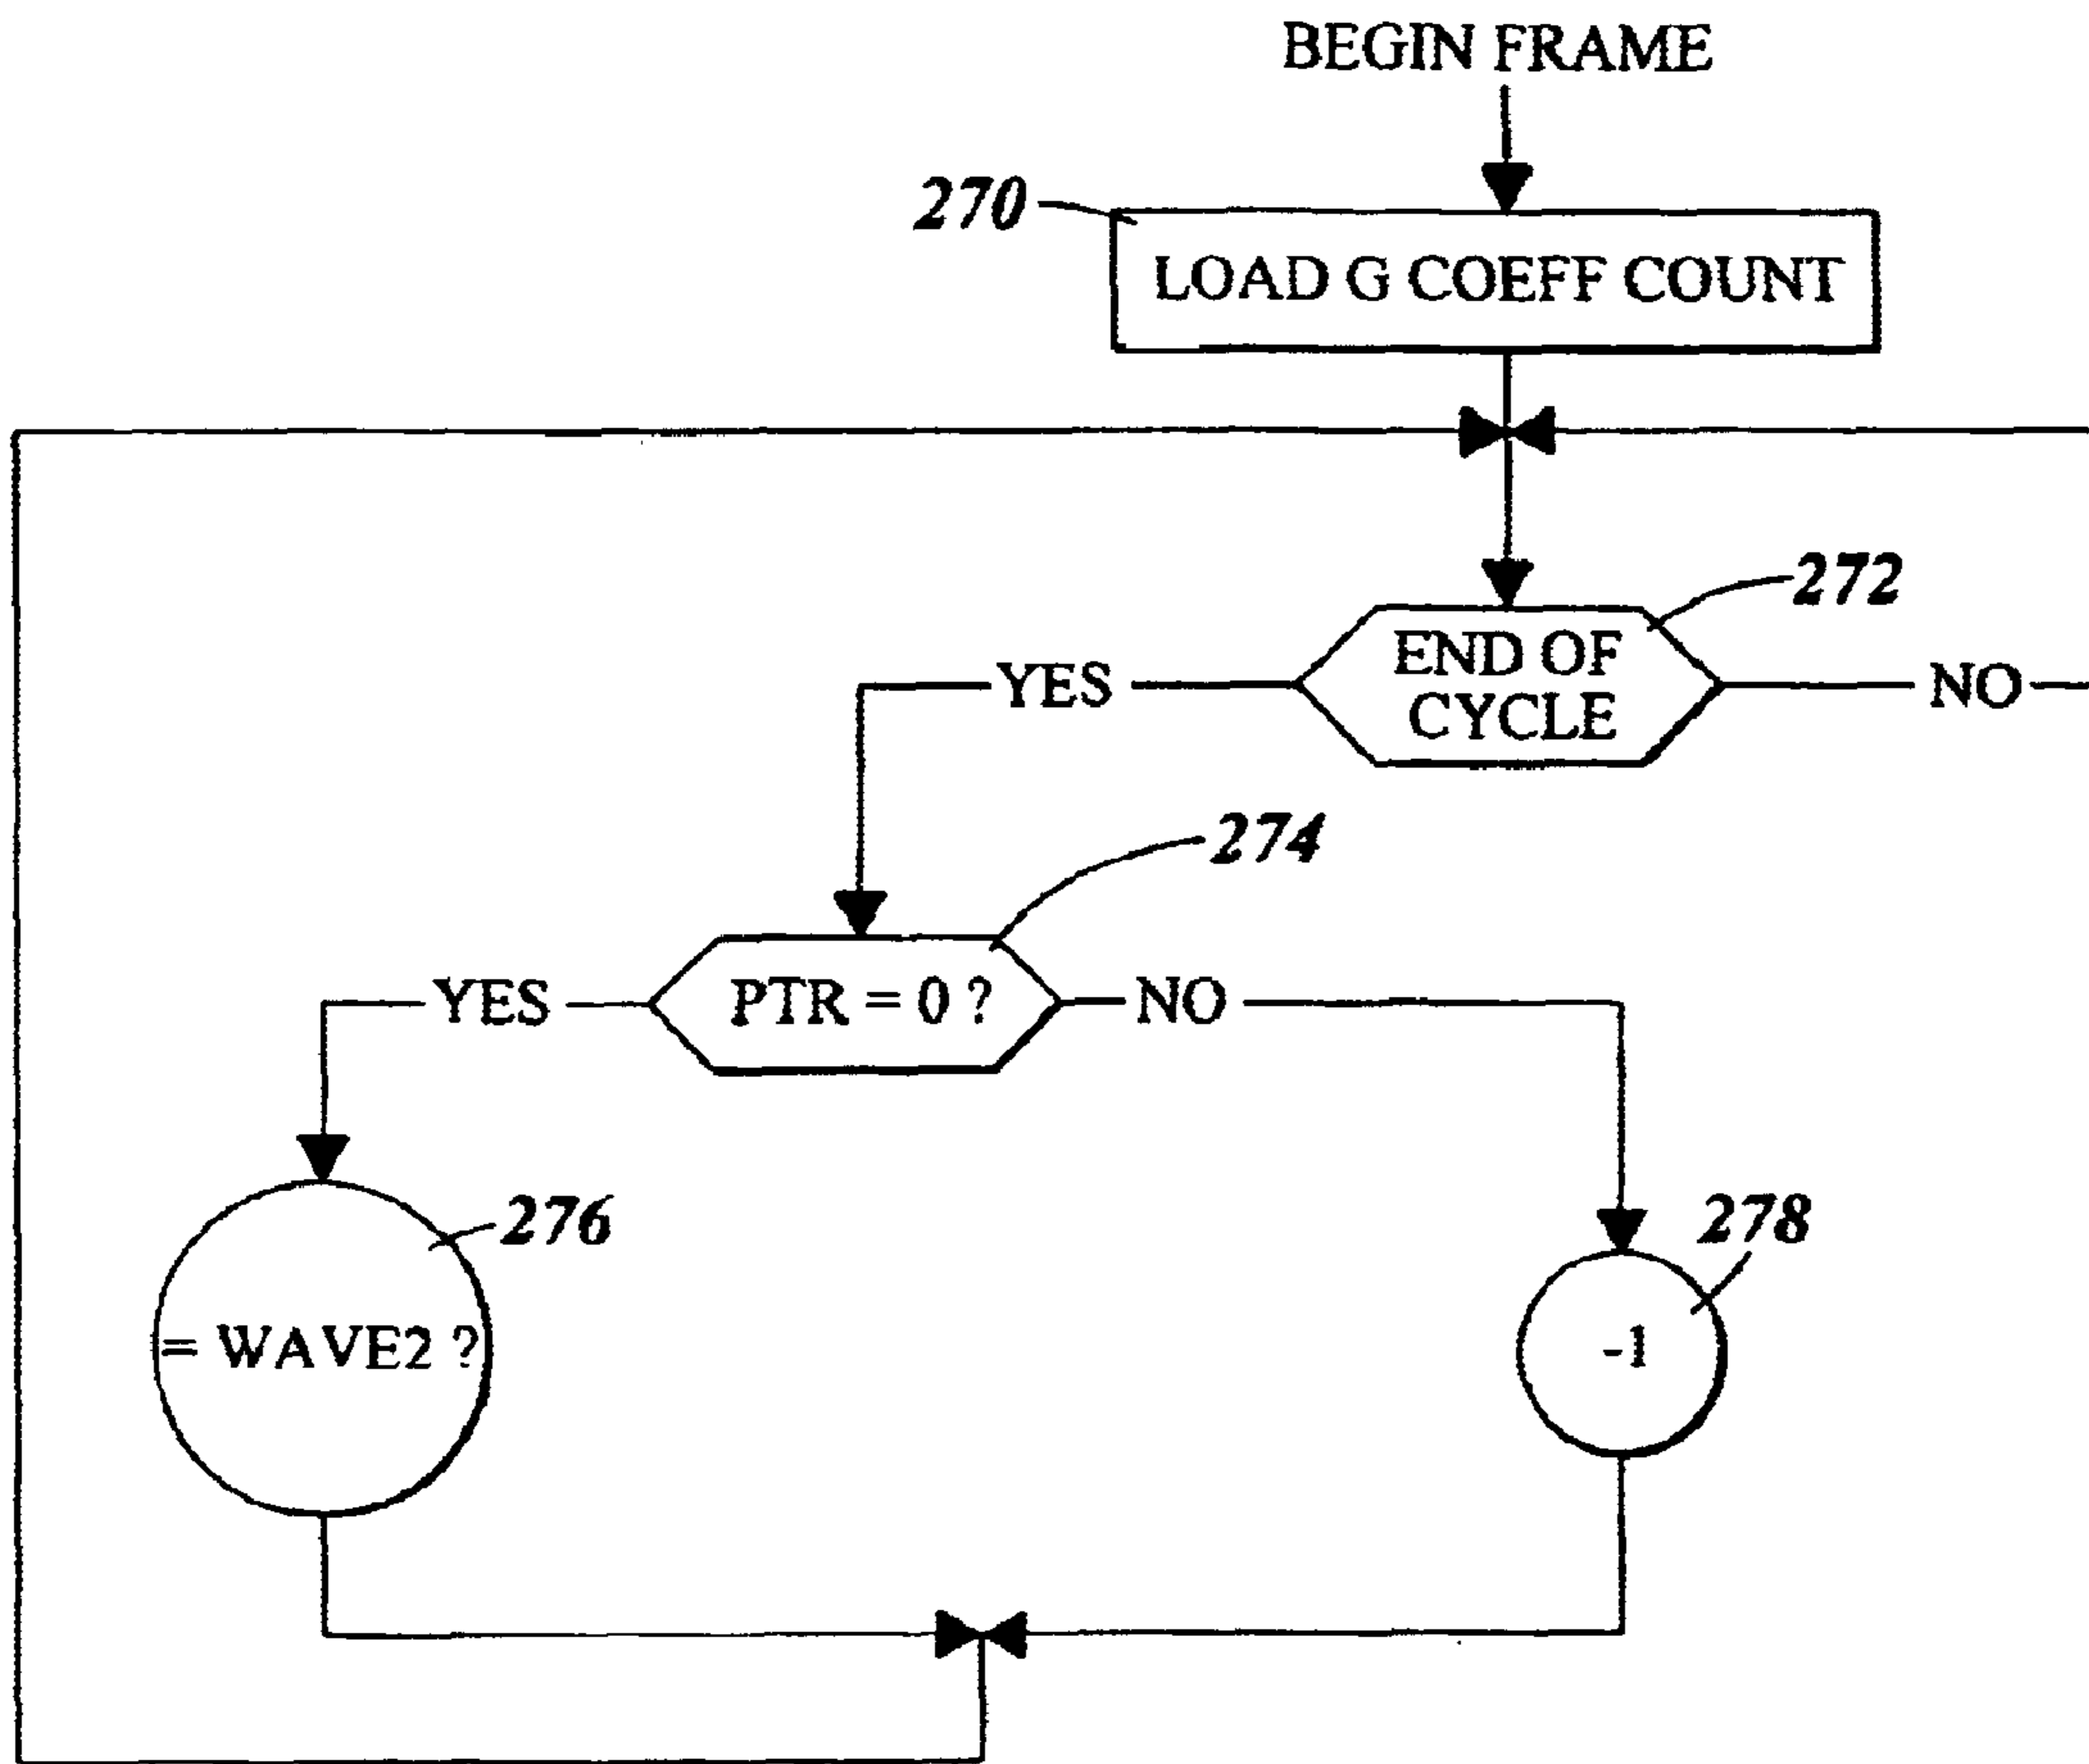 BEGIN FRAME
270
LOAD G COEFF COUNT
272
END OF
CYCLE
YES
NO
274
PTR = 0 ?
YES
NO
276
= WAVE2 ?
278
-1